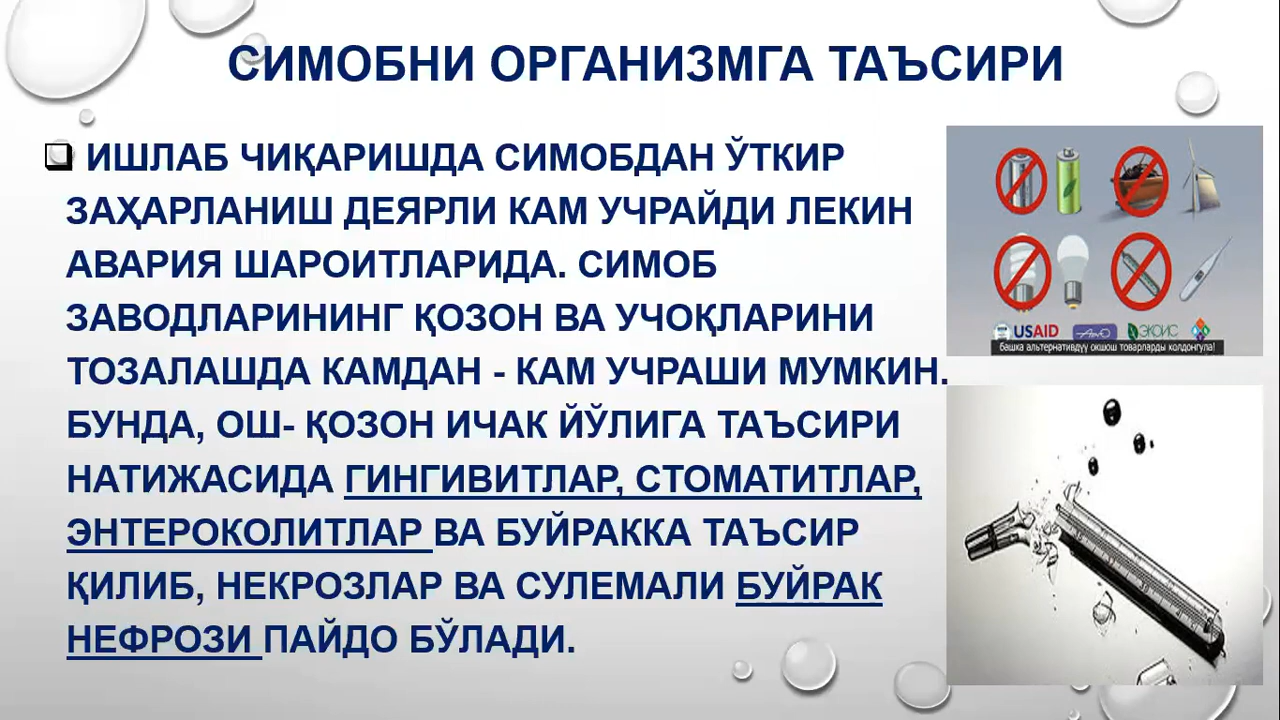 СИМОБНИ ОРГАНИЗМГА ТАЪСИРИ
ИШЛАБ ЧИҚАРИШДА СИМОБДАН ЎТКИР
ЗАҲАРЛАНИШ ДЕЯРЛИ КАМ УЧРАЙДИ ЛЕКИН
АВАРИЯ ШАРОИТЛАРИДА. СИМОБ
ЗАВОДЛАРИНИНГ ҚОЗОН ВА УЧОҚЛАРИНИ
ТОЗАЛАШДА КАМДАН - КАМ УЧРАШИ МУМКИН.
БУНДА, ОШ- ҚОЗОН ИЧАК ЙЎЛИГА ТАЪСИРИ
НАТИЖАСИДА ГИНГИВИТЛАР, СТОМАТИТЛАР,
ЭНТЕРОКОЛИТЛАР ВА БУЙРАККА ТАЪСИР
ҚИЛИБ, НЕКРОЗЛАР ВА СУЛЕМАЛИ БУЙРАК
НЕФРОЗИ ПАЙДО БЎЛАДИ.
USAID
ЭКОИС
башка альтернативдүү окшош товарларды колдонгула!